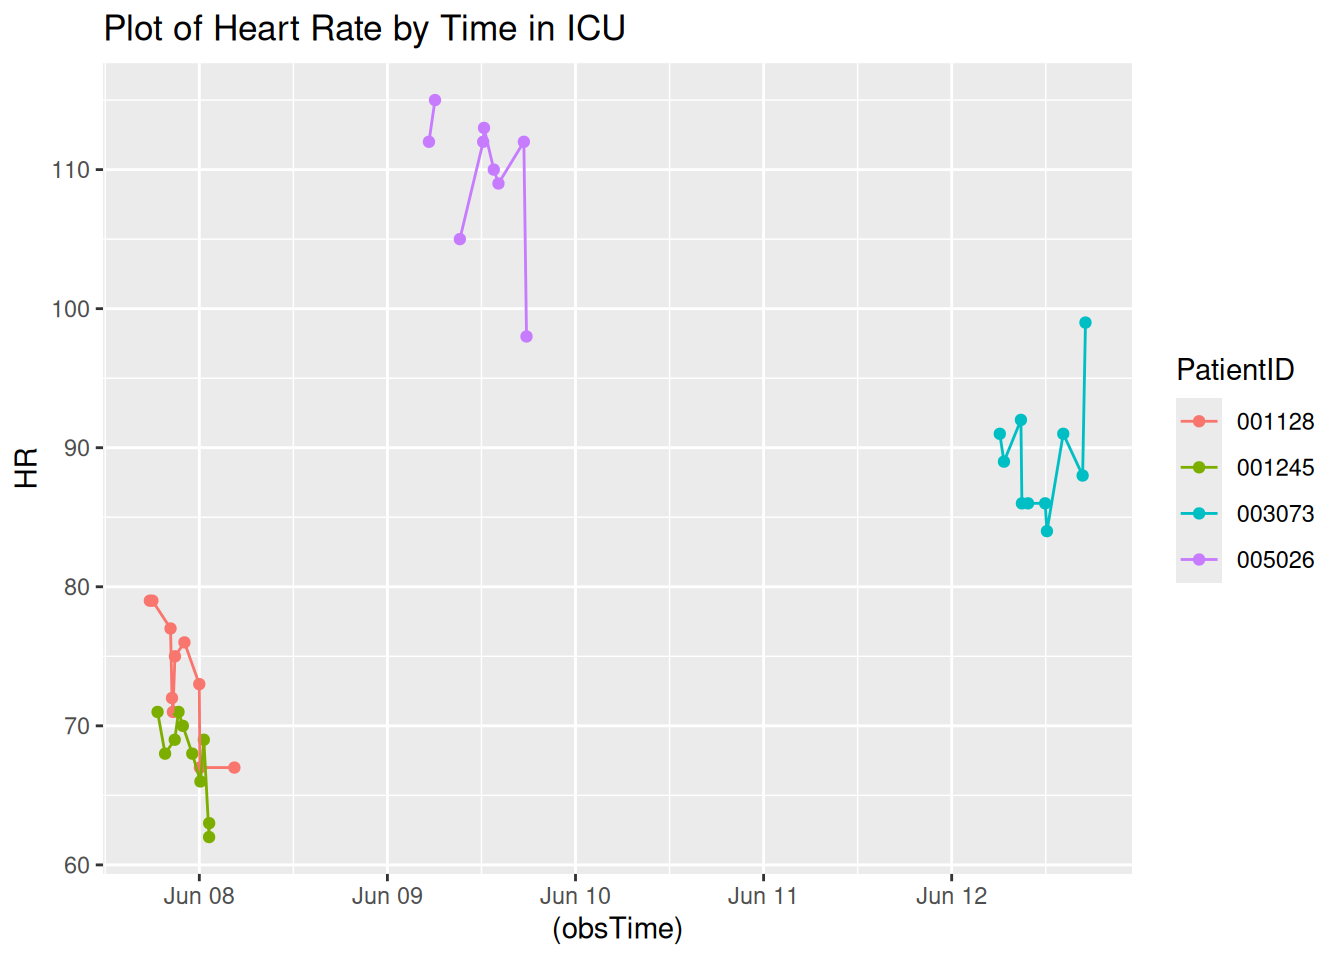 Plot of Heart Rate by Time in ICU
HR
110
100
90
80
70
60
Jun 08 Jun 09 Jun 10 Jun 11 Jun 12
(obsTime)
PatientID
001128
001245
003073
005026